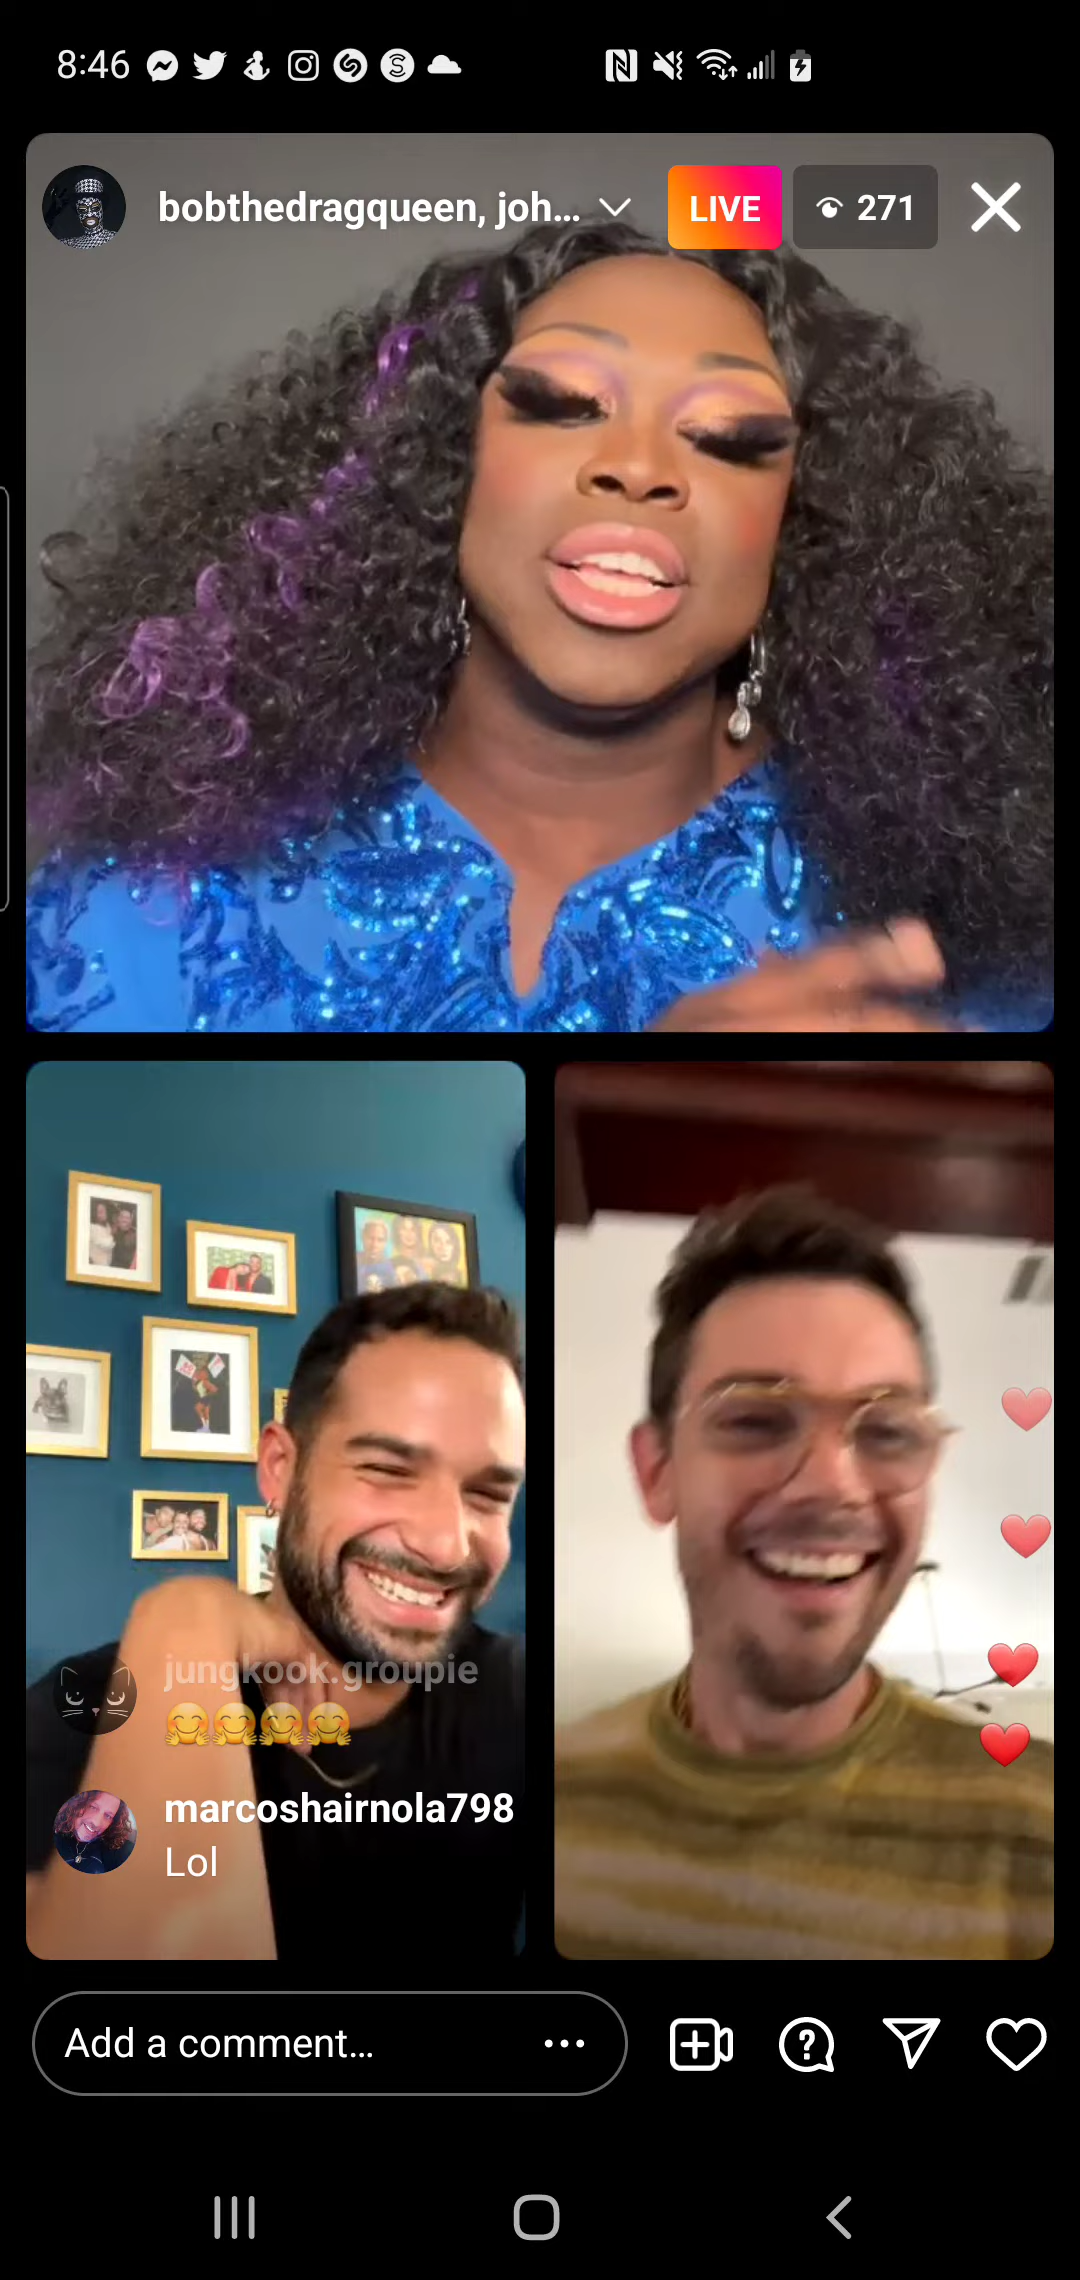 8:46
bobthedragqueen, joh...
LIVE
271
jungkook.groupie
🤗🤗🤗🤗
marcoshairnola798
Lol
Add a comment...